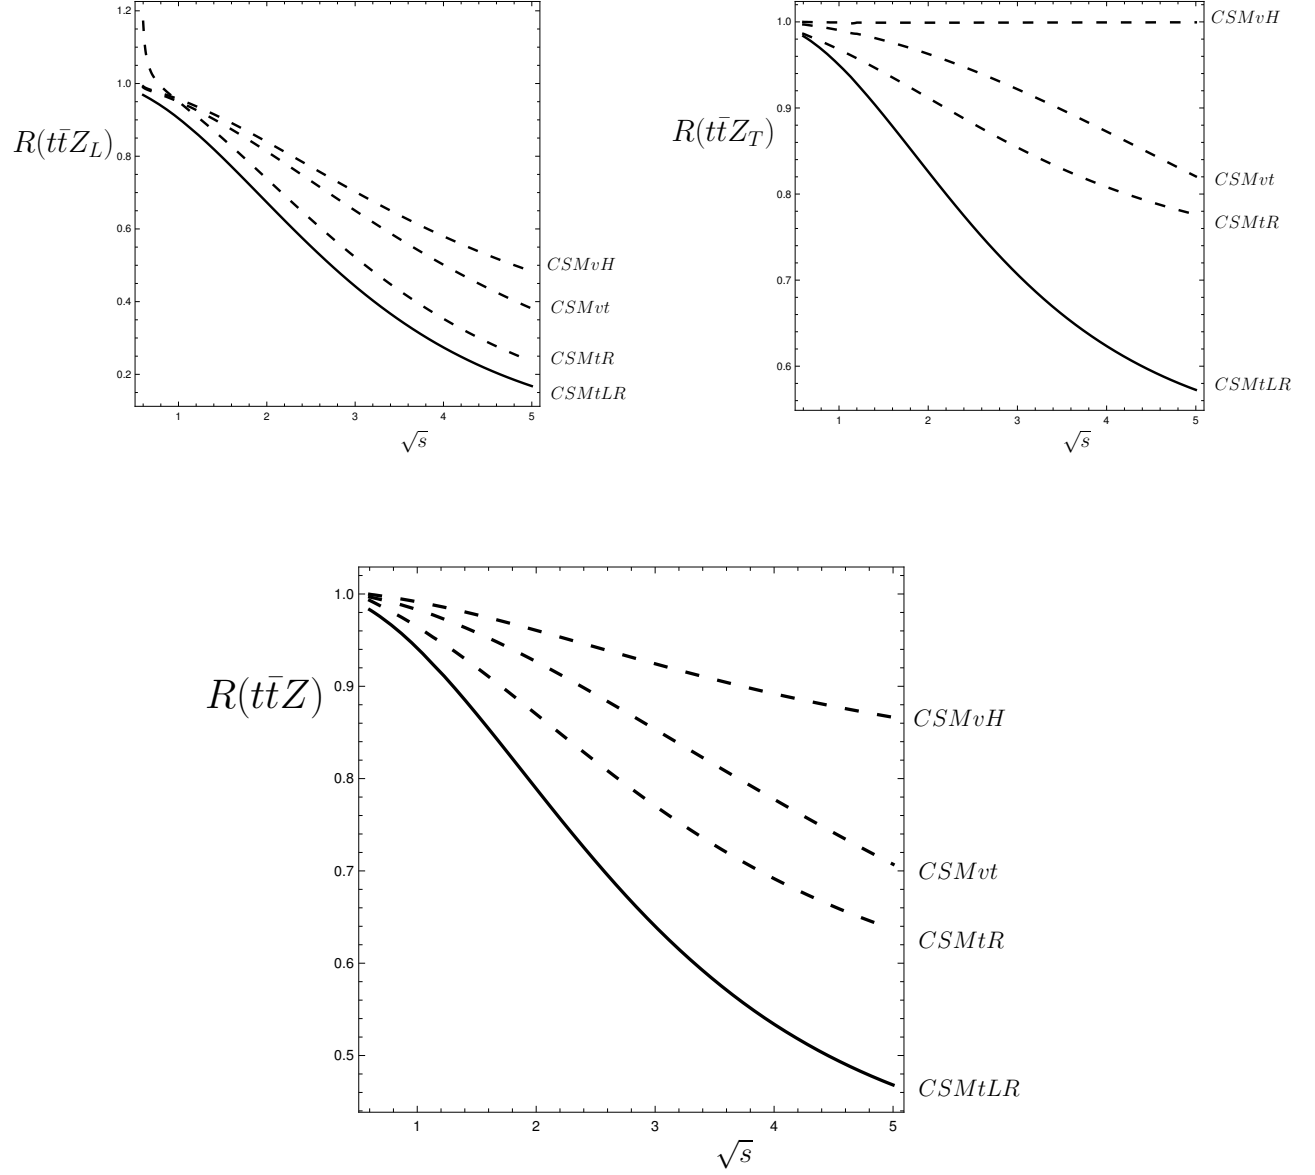 1.2
1.0
0.8
0.6
0.4
0.2
R(tt̄Z_L)
1 2 3 4 5
√s
CSMvH
CSMvt
CSMtR
CSMtLR
1.0
0.9
0.8
0.7
0.6
R(tt̄Z_T)
1 2 3 4 5
√s
CSMvH
CSMvt
CSMtR
CSMtLR
1.0
0.9
0.8
0.7
0.6
0.5
R(tt̄Z)
1 2 3 4 5
√s
CSMvH
CSMvt
CSMtR
CSMtLR